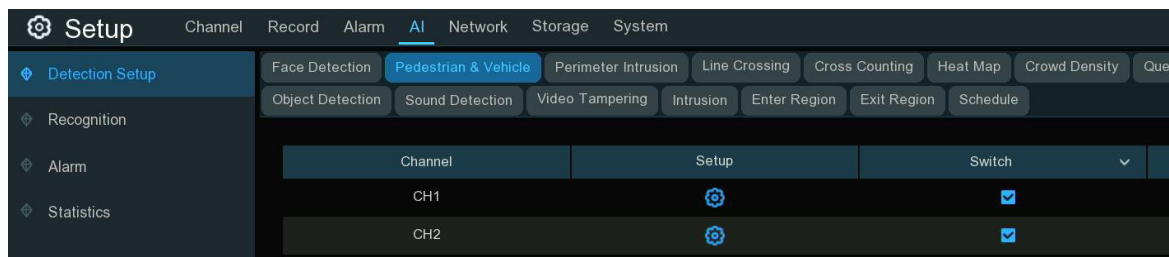 Setup Channel Record Alarm AI Network Storage System
Detection Setup
Recognition
Alarm
Statistics
Face Detection Pedestrian & Vehicle Perimeter Intrusion Line Crossing Cross Counting Heat Map Crowd Density Que
Object Detection Sound Detection Video Tampering Intrusion Enter Region Exit Region Schedule
Channel Setup Switch
CH1
CH2